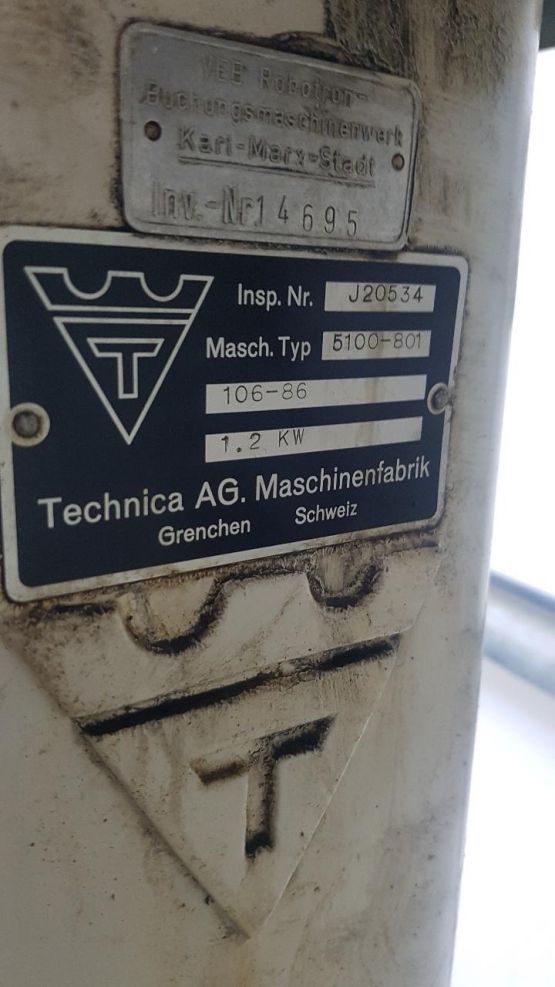 VEB Robotron-
Buchungsmaschinenwerk
Karl-Marx-Stadt
Inv.-Nr 14695
Insp. Nr. J20534
Masch. Typ 5100-801
106-86
1.2 KW
T
Technica AG. Maschinenfabrik
Grenchen Schweiz
T